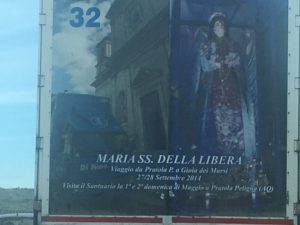 32
MARIA SS. DELLA LIBERA
Viaggio da Pratola P. a Gioia dei Marsi
27/28 Settembre 2014
Visita il Santuario la 1ª e 2ª domenica di Maggio a Pratola Peligna (AQ)